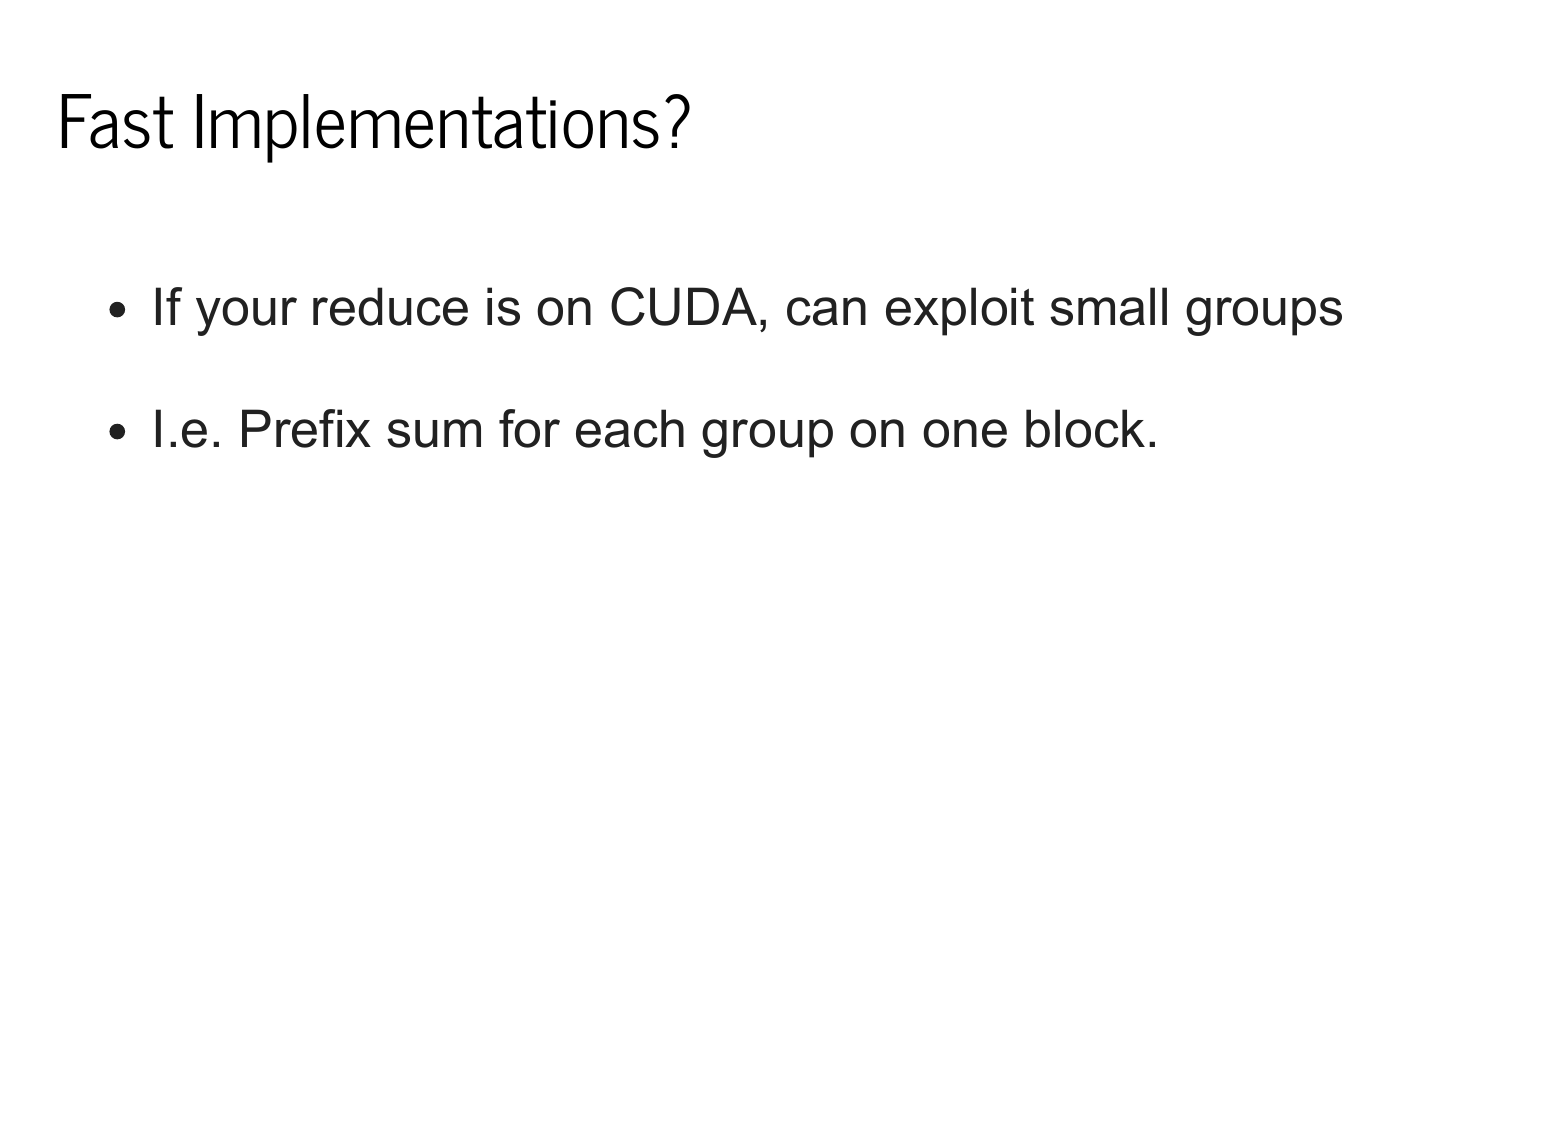 Fast Implementations?
• If your reduce is on CUDA, can exploit small groups
• I.e. Prefix sum for each group on one block.